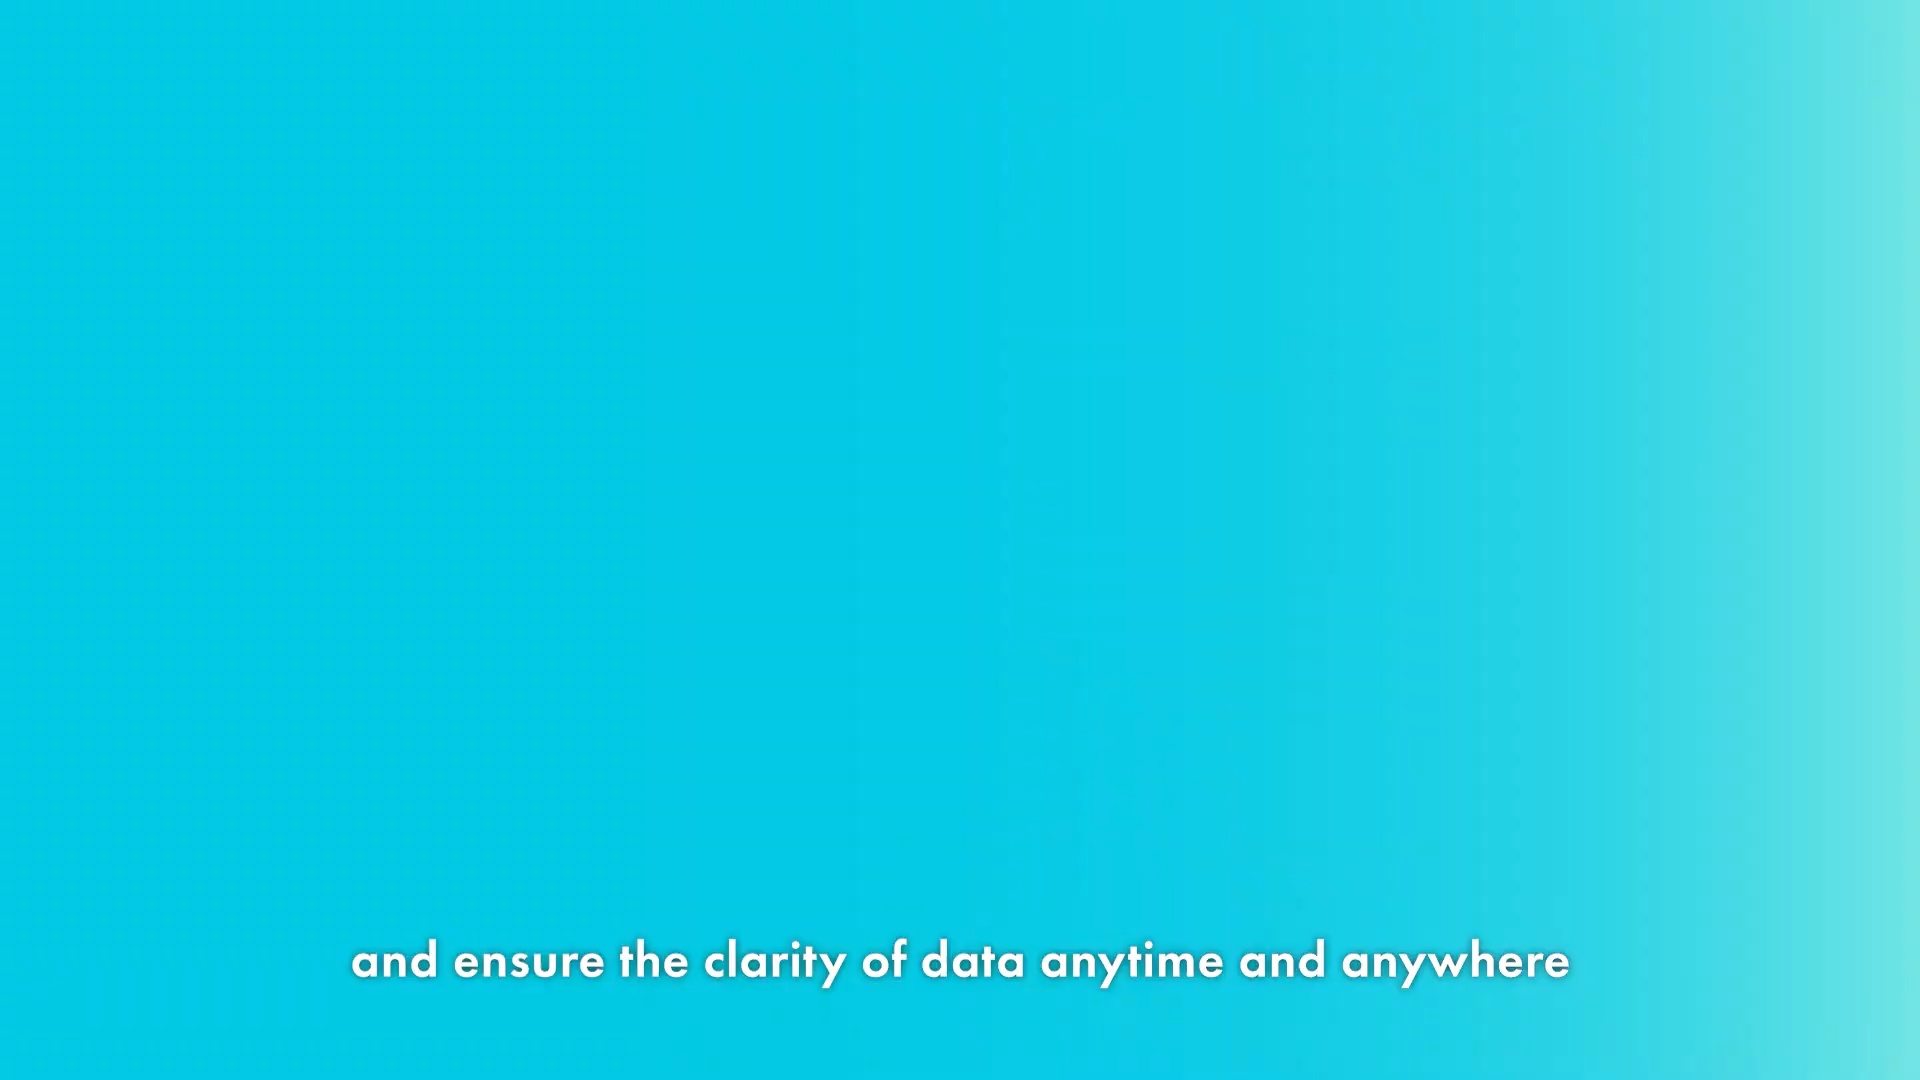 and ensure the clarity of data anytime and anywhere